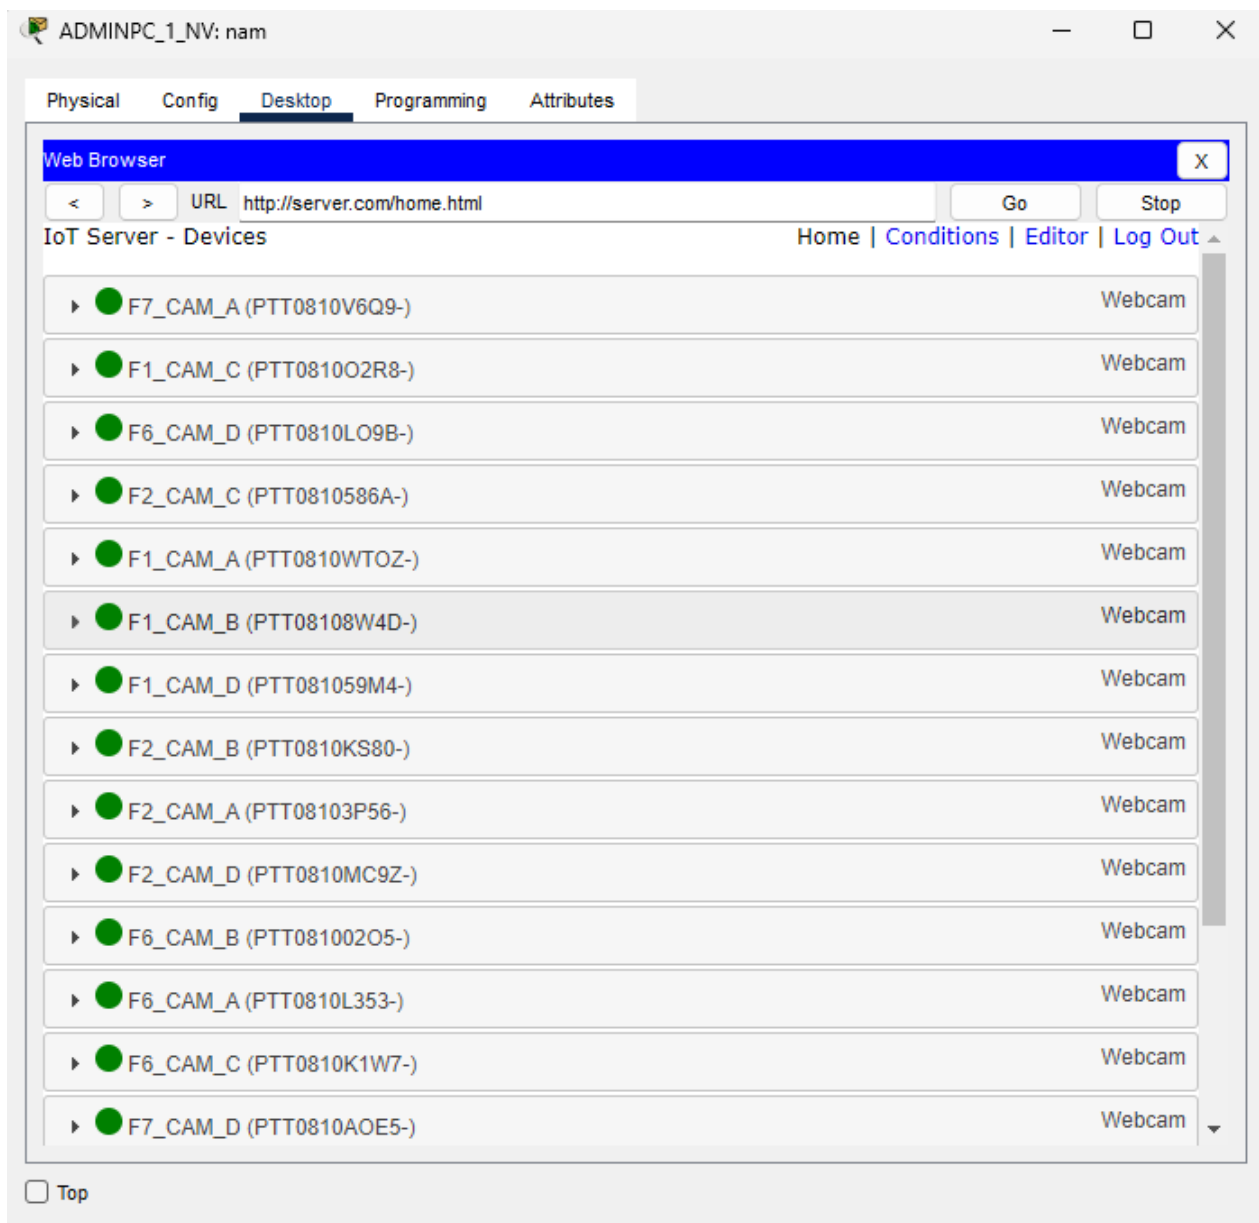 ADMINPC_1_NV: nam
Physical Config Desktop Programming Attributes
Web Browser X
< > URL http://server.com/home.html Go Stop
IoT Server - Devices Home | Conditions | Editor | Log Out
F7_CAM_A (PTT0810V6Q9-) Webcam
F1_CAM_C (PTT0810O2R8-) Webcam
F6_CAM_D (PTT0810LO9B-) Webcam
F2_CAM_C (PTT0810586A-) Webcam
F1_CAM_A (PTT0810WTOZ-) Webcam
F1_CAM_B (PTT08108W4D-) Webcam
F1_CAM_D (PTT081059M4-) Webcam
F2_CAM_B (PTT0810KS80-) Webcam
F2_CAM_A (PTT08103P56-) Webcam
F2_CAM_D (PTT0810MC9Z-) Webcam
F6_CAM_B (PTT081002O5-) Webcam
F6_CAM_A (PTT0810L353-) Webcam
F6_CAM_C (PTT0810K1W7-) Webcam
F7_CAM_D (PTT0810AOE5-) Webcam
Top